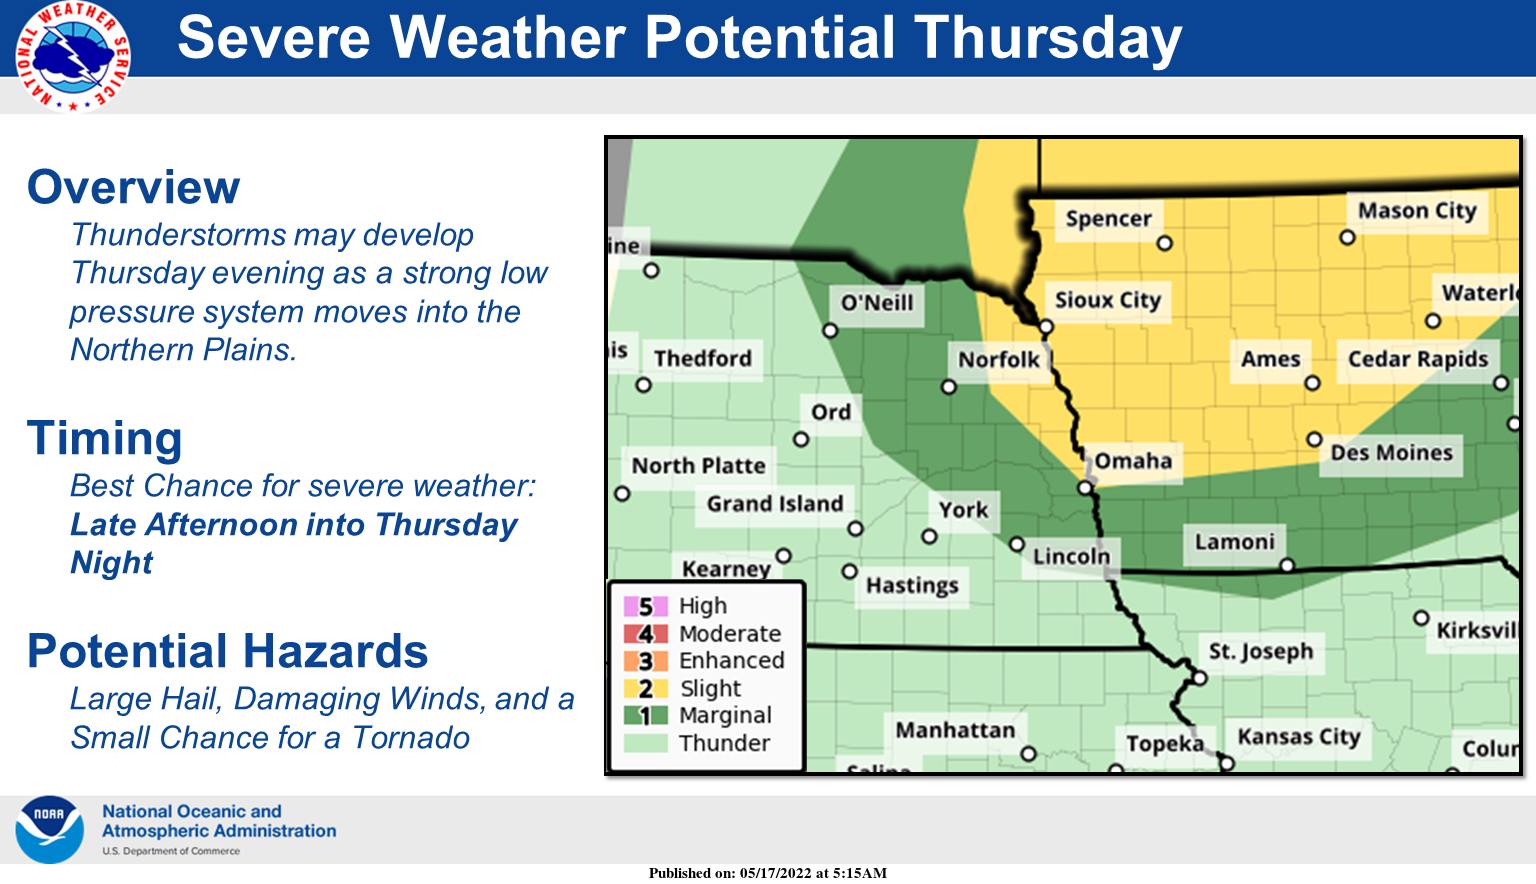 Severe Weather Potential Thursday
NATIONAL WEATHER SERVICE
Overview
Thunderstorms may develop
Thursday evening as a strong low
pressure system moves into the
Northern Plains.
Timing
Best Chance for severe weather:
Late Afternoon into Thursday
Night
Potential Hazards
Large Hail, Damaging Winds, and a
Small Chance for a Tornado
Spencer
Mason City
ine
O'Neill
Sioux City
Waterlo
is
Thedford
Norfolk
Ames
Cedar Rapids
Ord
North Platte
Omaha
Des Moines
Grand Island
York
Lincoln
Lamoni
Kearney
Hastings
5 High
4 Moderate
3 Enhanced
2 Slight
1 Marginal
Thunder
Kirksvil
St. Joseph
Manhattan
Topeka
Kansas City
Colum
Salina
NOAA
National Oceanic and
Atmospheric Administration
U.S. Department of Commerce
Published on: 05/17/2022 at 5:15AM